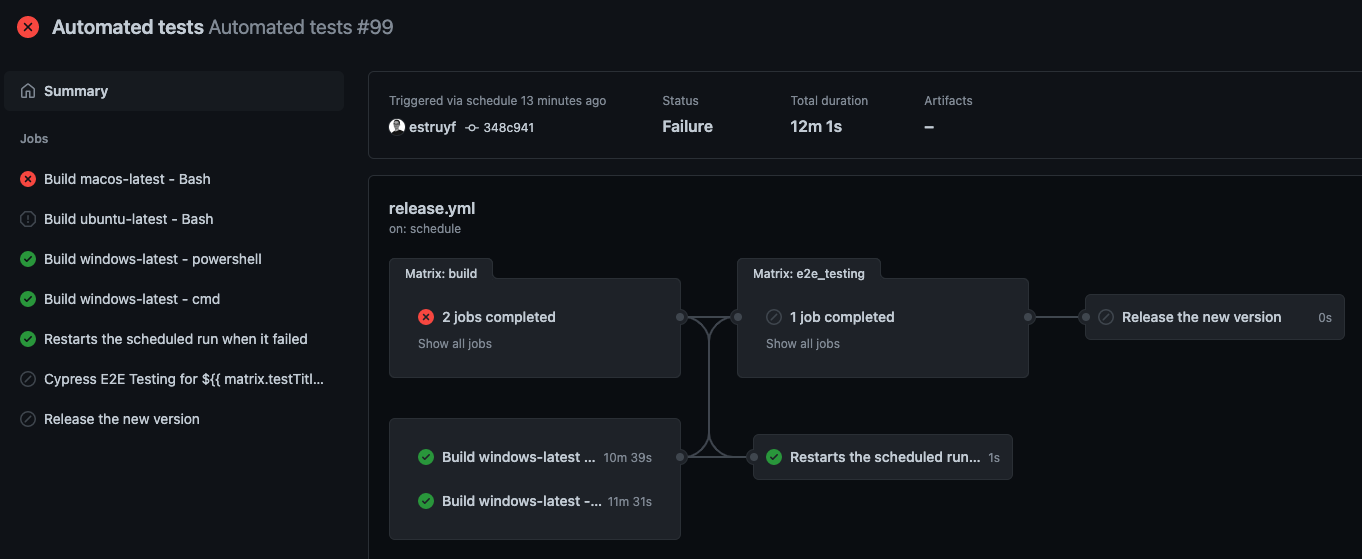 Automated tests Automated tests #99
Summary
Jobs
Build macos-latest - Bash
Build ubuntu-latest - Bash
Build windows-latest - powershell
Build windows-latest - cmd
Restarts the scheduled run when it failed
Cypress E2E Testing for ${{ matrix.testTitl...
Release the new version
Triggered via schedule 13 minutes ago
estruyf 348c941
Status
Failure
Total duration
12m 1s
Artifacts
–
release.yml
on: schedule
Matrix: build
2 jobs completed
Show all jobs
Matrix: e2e_testing
1 job completed
Show all jobs
Release the new version 0s
Build windows-latest ... 10m 39s
Build windows-latest -... 11m 31s
Restarts the scheduled run... 1s